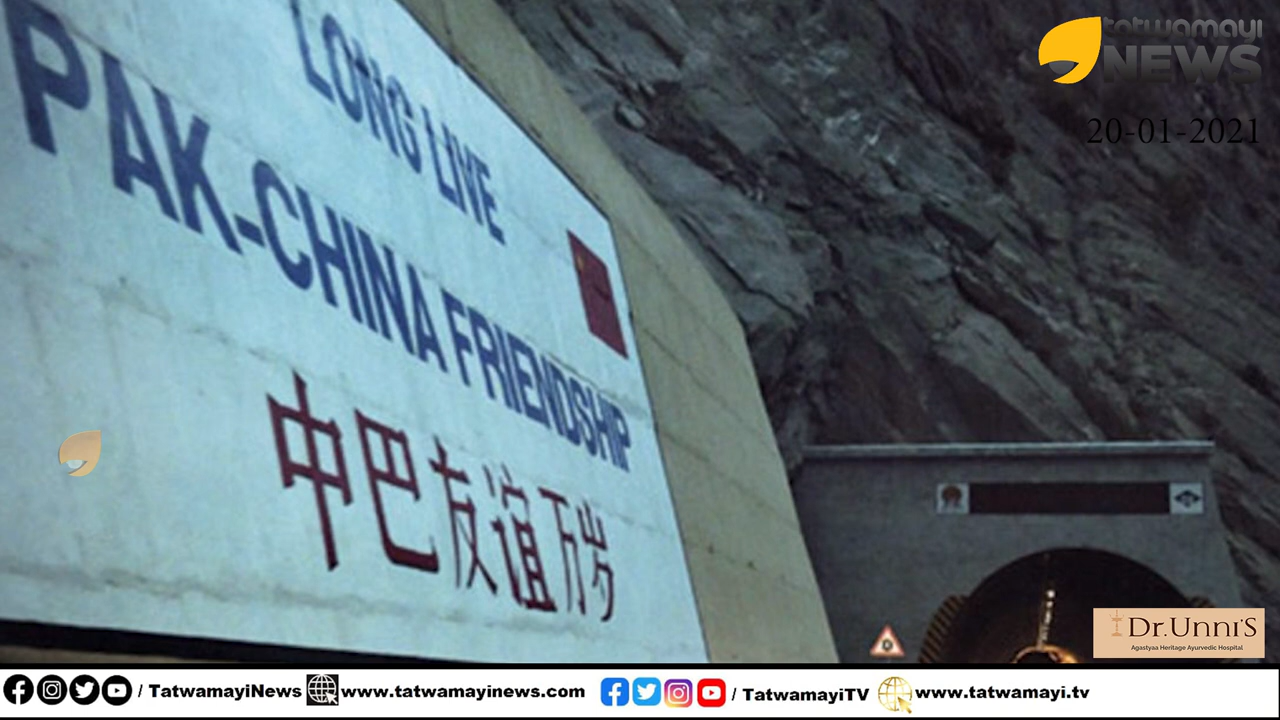 tatwamayi
NEWS
20-01-2021
LONG LIVE
PAK-CHINA FRIENDSHIP
中巴友谊万岁
Dr.Unni'S
Agastyaa Heritage Ayurvedic Hospital
/ TatwamayiNews www.tatwamayinews.com / TatwamayiTV www.tatwamayi.tv